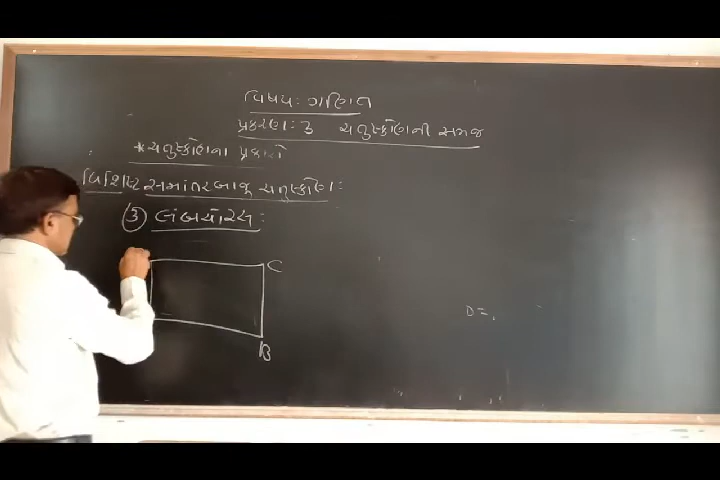 વિષય: ગણિત
પ્રકરણ: 3 ચતુષ્કોણની સમજ
*ચતુષ્કોણના પ્રકારો
વિશિષ્ટ સમાંતરબાજુ ચતુષ્કોણ:
(૩) લંબચોરસ:
C
D=
B